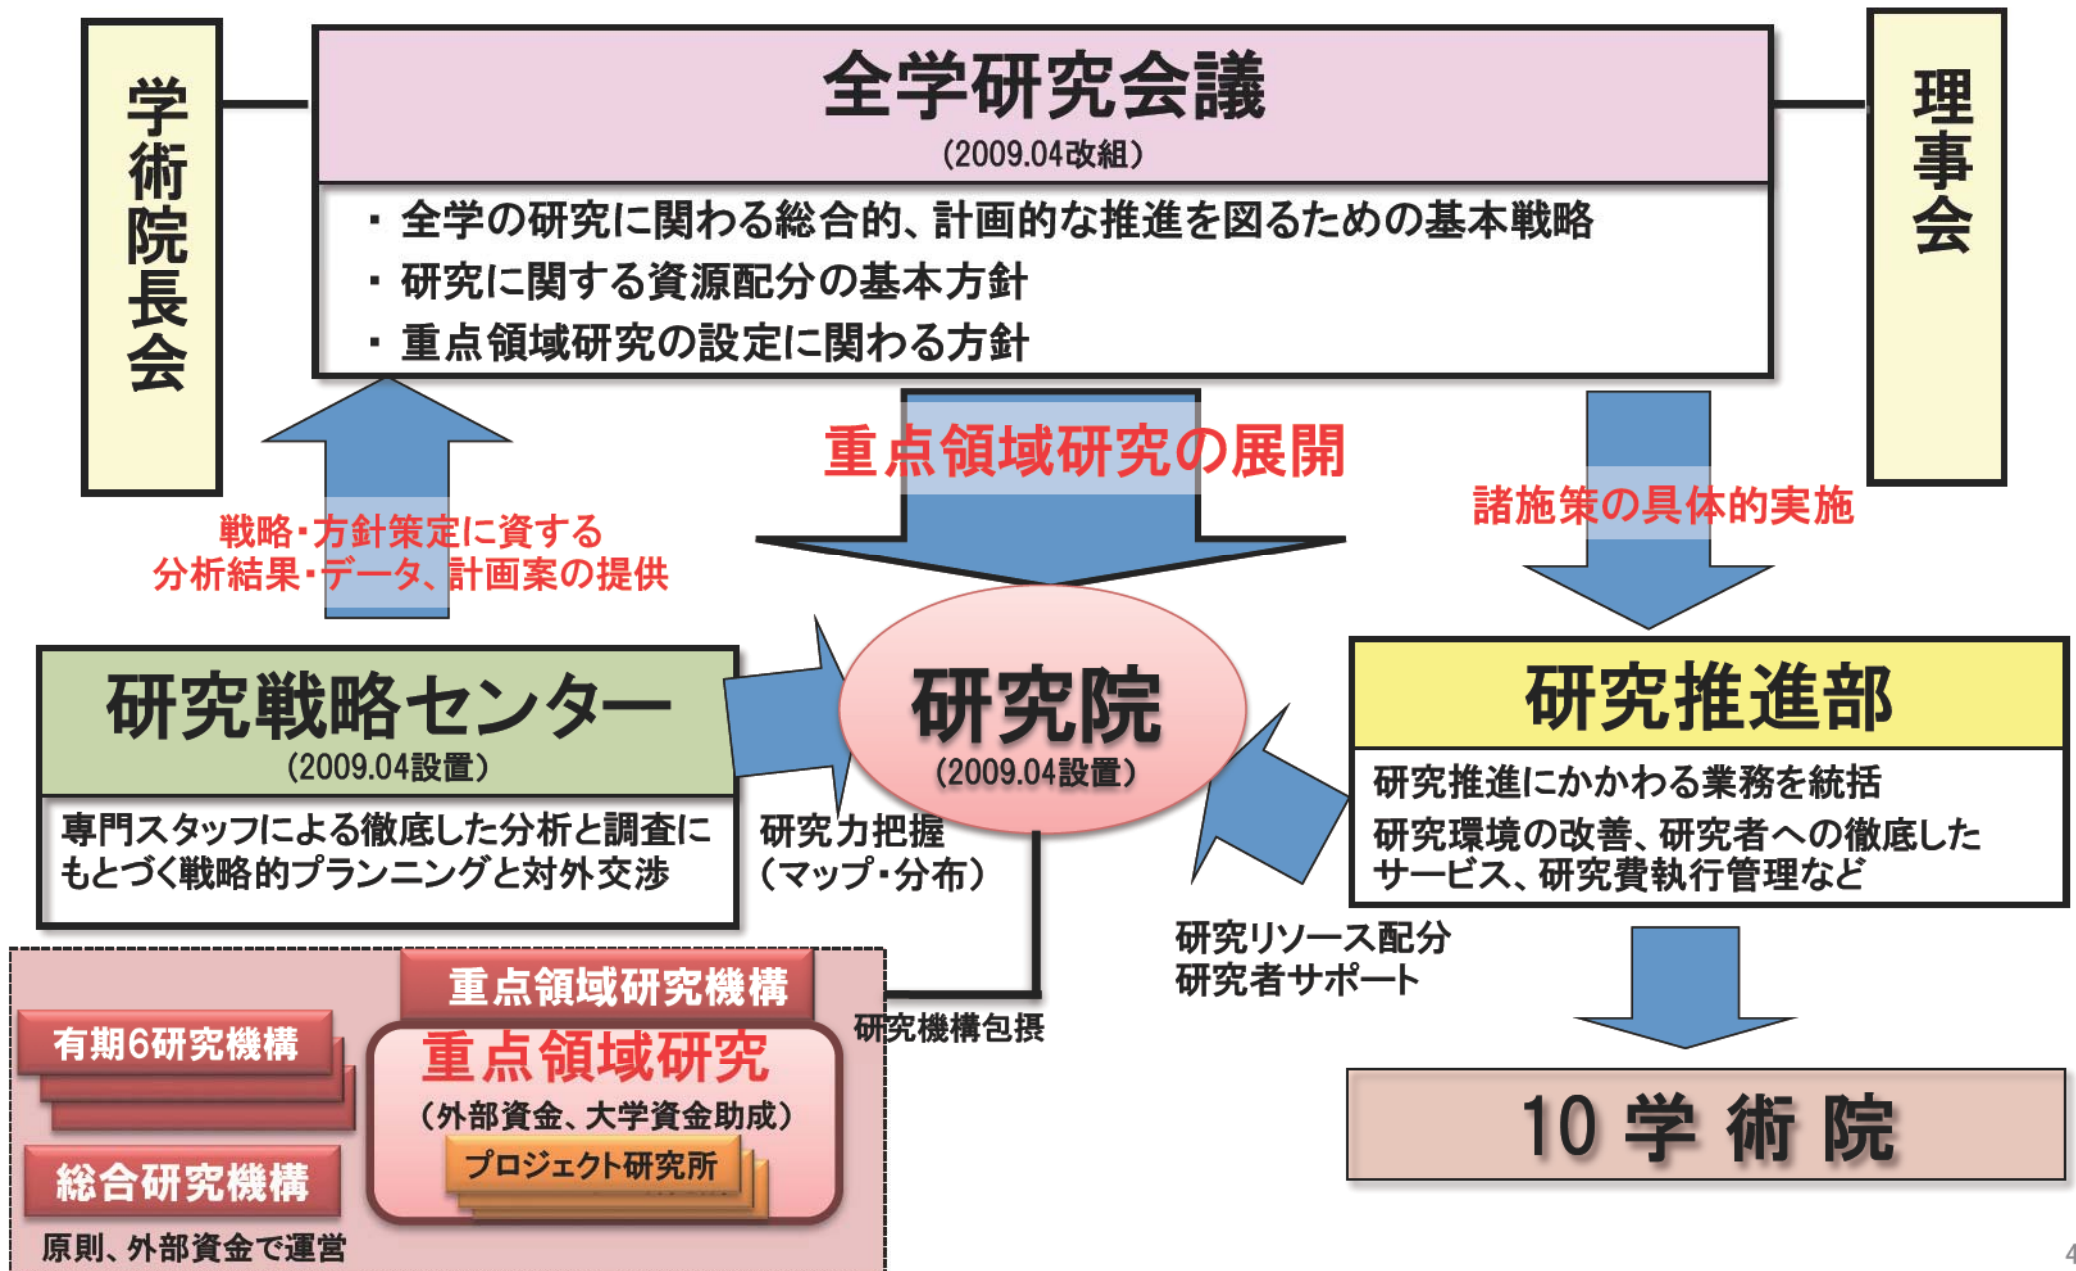 学術院長会
全学研究会議
(2009.04改組)
理事会
・ 全学の研究に関わる総合的、計画的な推進を図るための基本戦略
・ 研究に関する資源配分の基本方針
・ 重点領域研究の設定に関わる方針
重点領域研究の展開
諸施策の具体的実施
戦略・方針策定に資する
分析結果・データ、計画案の提供
研究戦略センター
(2009.04設置)
専門スタッフによる徹底した分析と調査に
もとづく戦略的プランニングと対外交渉
研究院
(2009.04設置)
研究力把握
(マップ・分布)
研究推進部
研究推進にかかわる業務を統括
研究環境の改善、研究者への徹底した
サービス、研究費執行管理など
研究リソース配分
研究者サポート
研究機構包摂
重点領域研究機構
有期6研究機構
重点領域研究
(外部資金、大学資金助成)
プロジェクト研究所
総合研究機構
原則、外部資金で運営
10 学 術 院
4